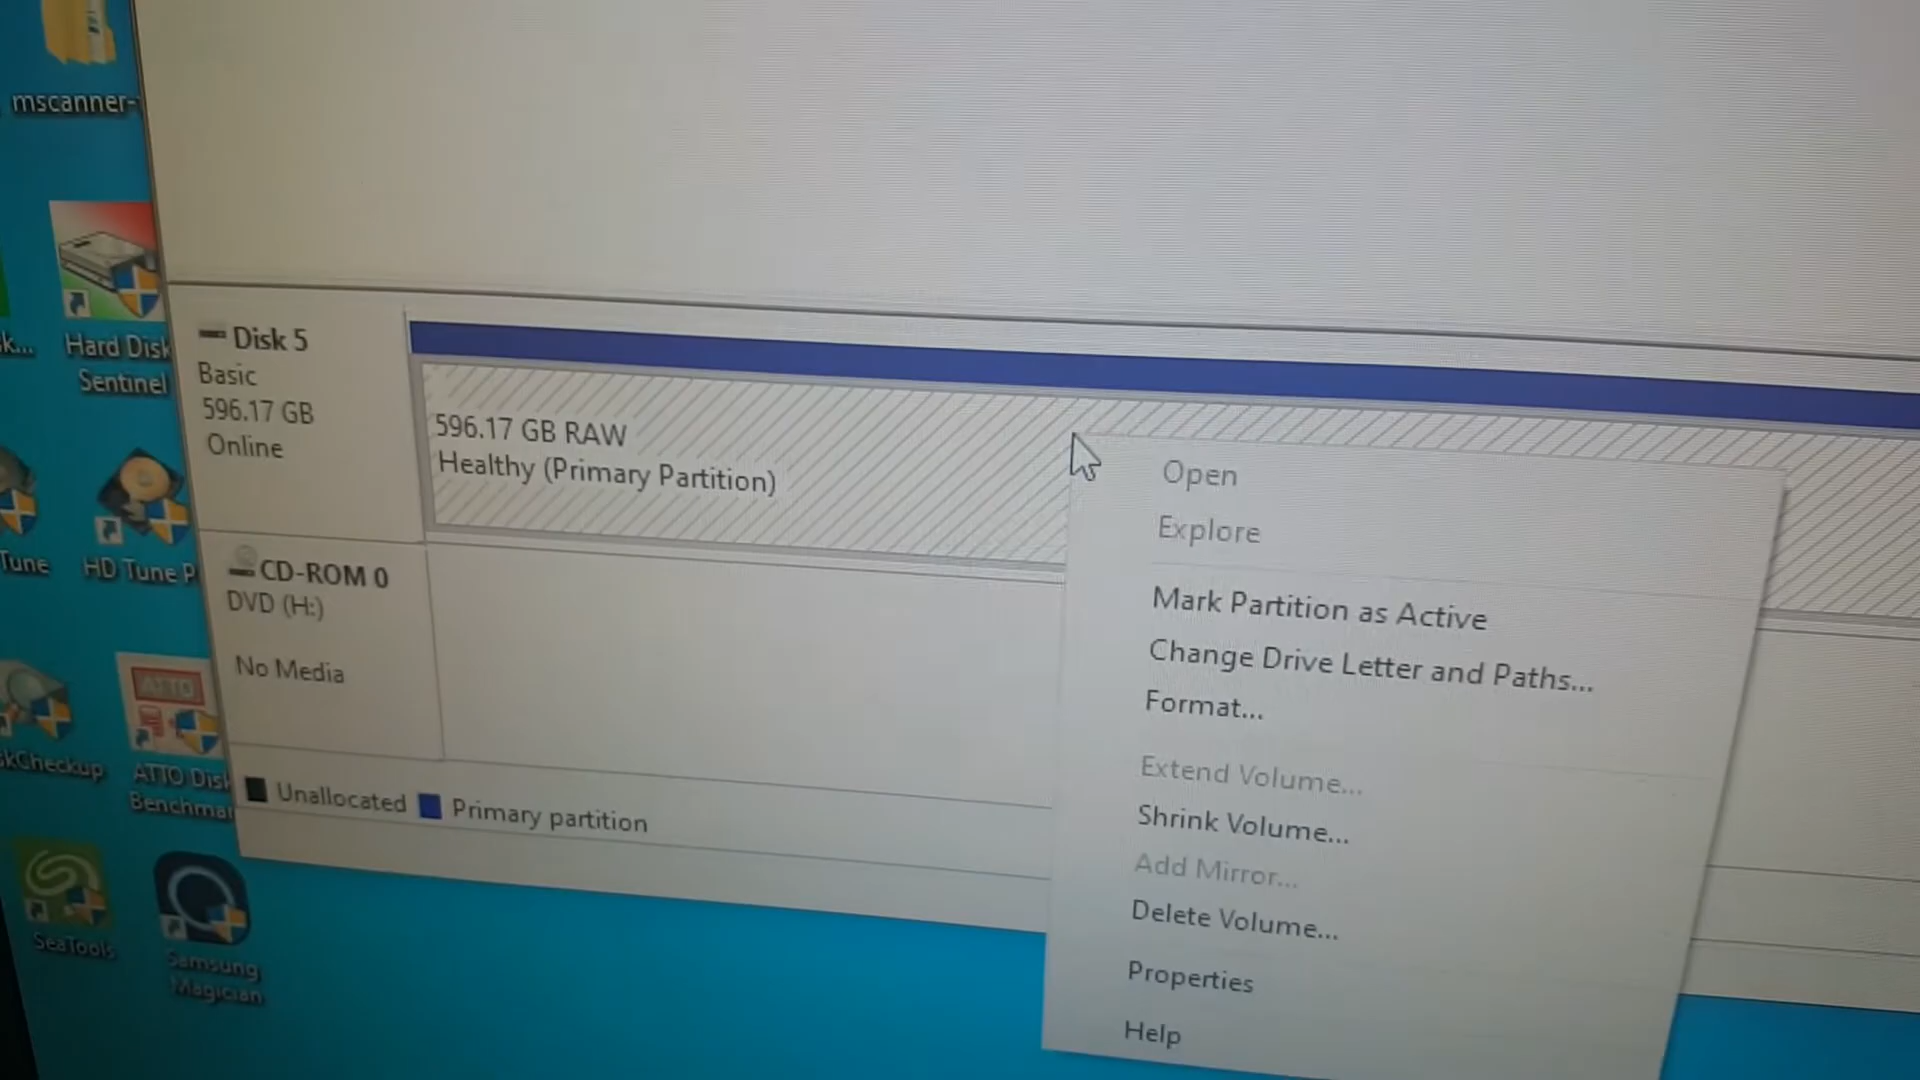 mscanner-
Hard Disk
Sentinel
Tune
HD Tune P
kCheckup
ATTO Disk
Benchmar
SeaTools
Samsung
Magician
Disk 5
Basic
596.17 GB
Online
596.17 GB RAW
Healthy (Primary Partition)
CD-ROM 0
DVD (H:)
No Media
Unallocated
Primary partition
Open
Explore
Mark Partition as Active
Change Drive Letter and Paths...
Format...
Extend Volume...
Shrink Volume...
Add Mirror...
Delete Volume...
Properties
Help